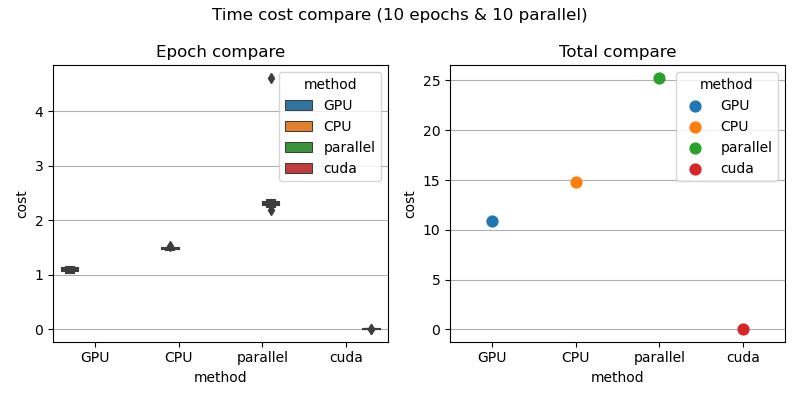 Time cost compare (10 epochs & 10 parallel)
Epoch compare
method
GPU
CPU
parallel
cuda
4
3
2
1
0
cost
GPU CPU parallel cuda
method
Total compare
method
GPU
CPU
parallel
cuda
25
20
15
10
5
0
cost
GPU CPU parallel cuda
method